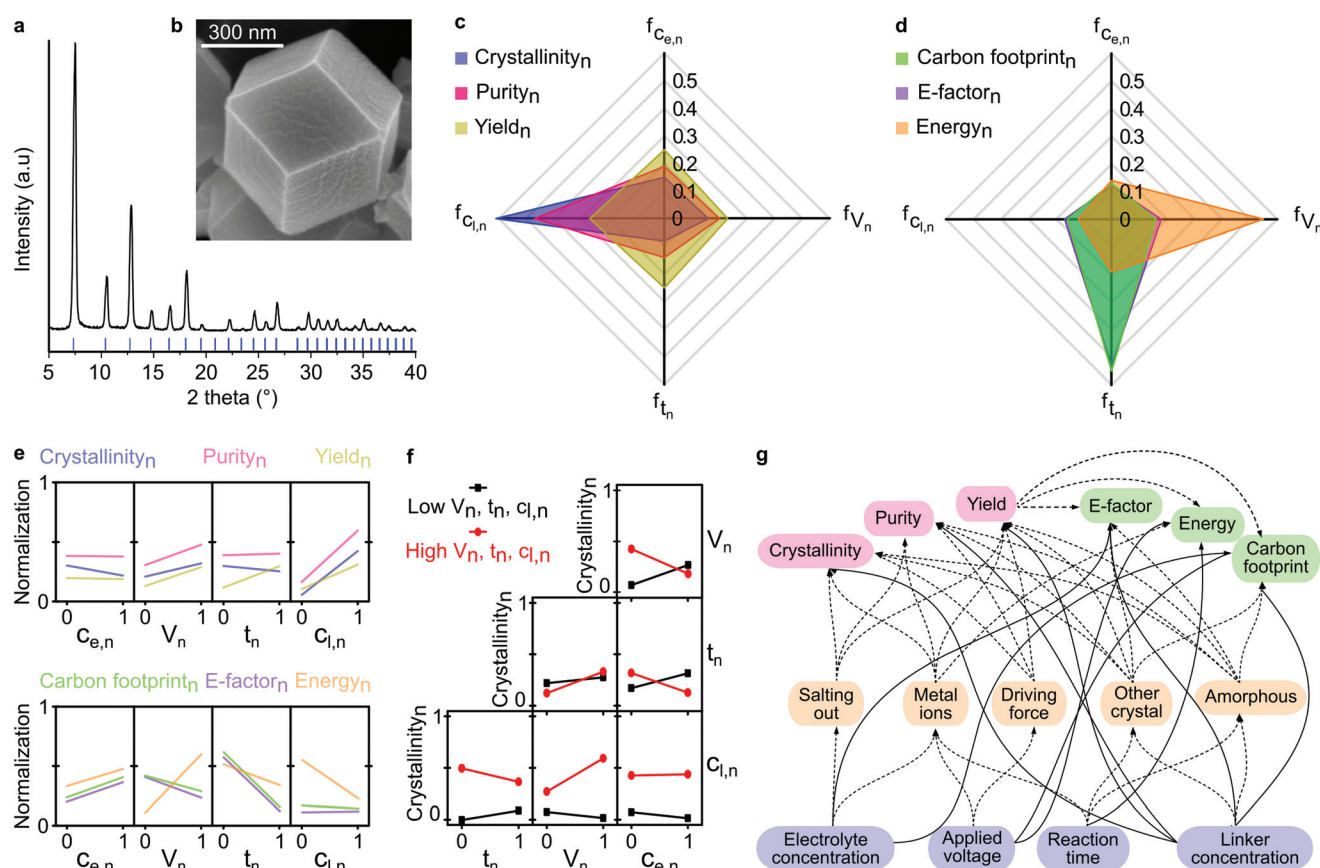 a
Intensity (a.u)
5 10 15 20 25 30 35 40
2 theta (°)
b
300 nm
c
Crystallinityn
Purityn
Yieldn
fCe,n
0.5
0.4
0.3
0.2
0.1
0
fCl,n
fVn
ftn
d
Carbon footprintn
E-factorn
Energyn
fCe,n
0.5
0.4
0.3
0.2
0.1
0
fCl,n
fVn
ftn
e
Crystallinityn Purityn Yieldn
Normalization
1
0
0 1 0 1 0 1 0 1
Ce,n Vn tn Cl,n
Carbon footprintn E-factorn Energyn
Normalization
1
0
0 1 0 1 0 1 0 1
Ce,n Vn tn Cl,n
f
Low Vn, tn, cl,n
High Vn, tn, cl,n
Crystallinityn
1
0
Vn
Crystallinityn
1
0
tn
Crystallinityn
1
0
Cl,n
0 1 0 1 0 1
tn Vn Ce,n
g
Yield
E-factor
Purity
Energy
Crystallinity
Carbon
footprint
Salting
out
Metal
ions
Driving
force
Other
crystal
Amorphous
Electrolyte
concentration
Applied
voltage
Reaction
time
Linker
concentration